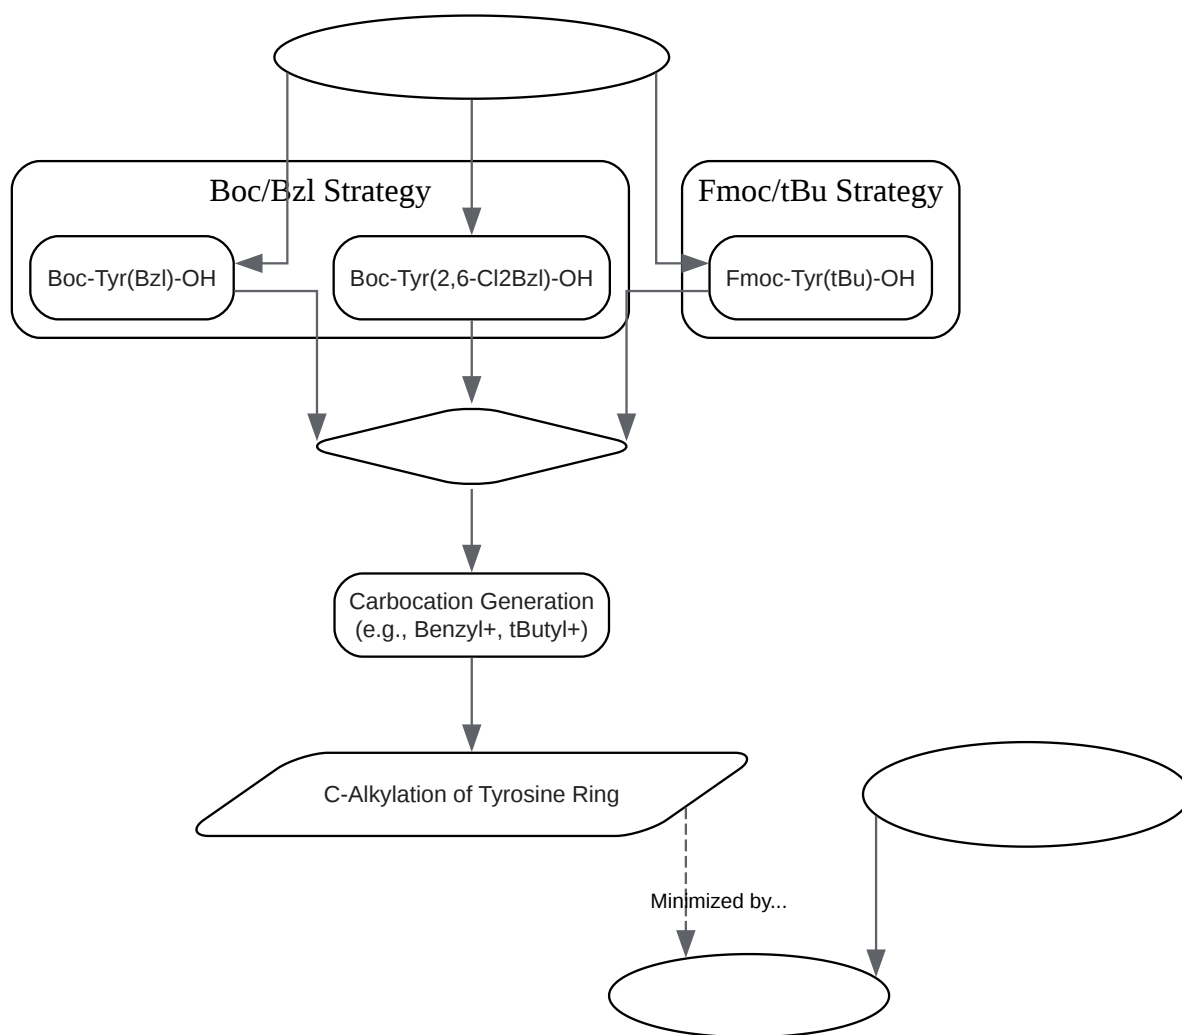 Boc/Bzl Strategy
Fmoc/tBu Strategy
Boc-Tyr(Bzl)-OH
Boc-Tyr(2,6-Cl2Bzl)-OH
Fmoc-Tyr(tBu)-OH
Carbocation Generation
(e.g., Benzyl+, tButyl+)
C-Alkylation of Tyrosine Ring
Minimized by...